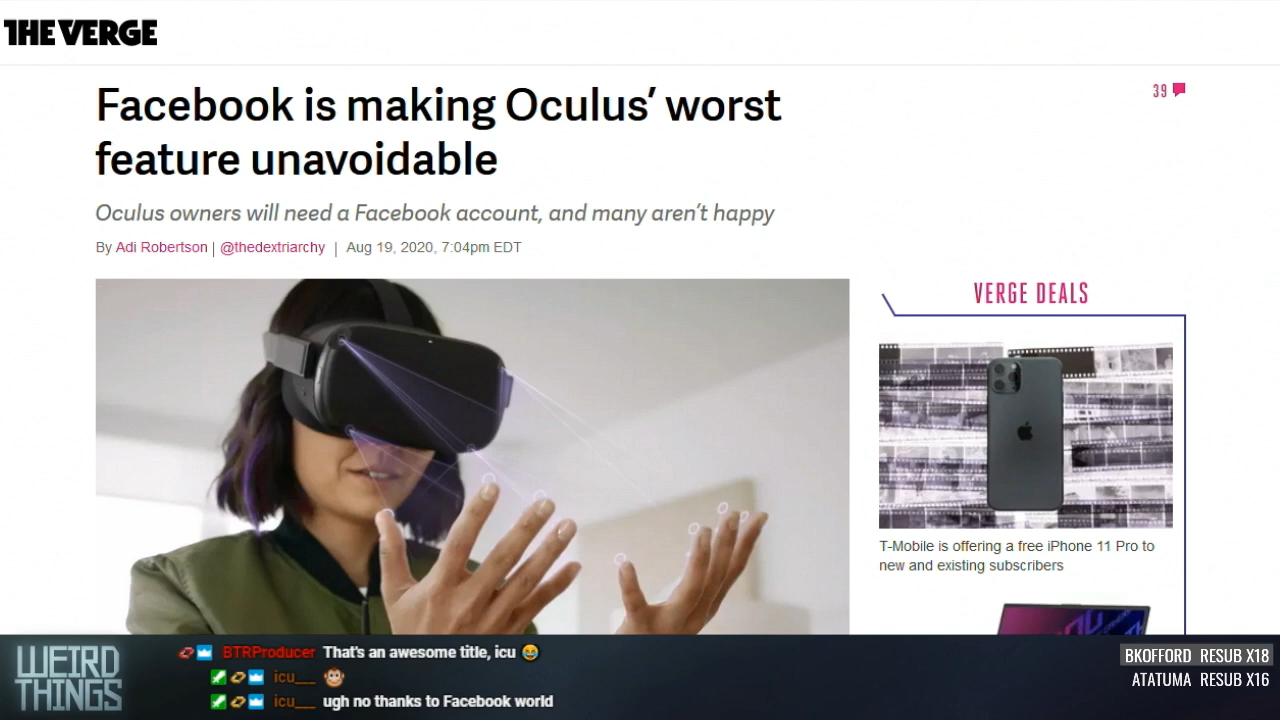 THE VERGE
Facebook is making Oculus’ worst
feature unavoidable
39
Oculus owners will need a Facebook account, and many aren’t happy
By Adi Robertson | @thedextriarchy | Aug 19, 2020, 7:04pm EDT
VERGE DEALS
T-Mobile is offering a free iPhone 11 Pro to
new and existing subscribers
WEIRD
THINGS
BTRProducer That's an awesome title, icu 😂
icu___ 🐵
icu___ ugh no thanks to Facebook world
BKOFFORD RESUB X18
ATATUMA RESUB X16